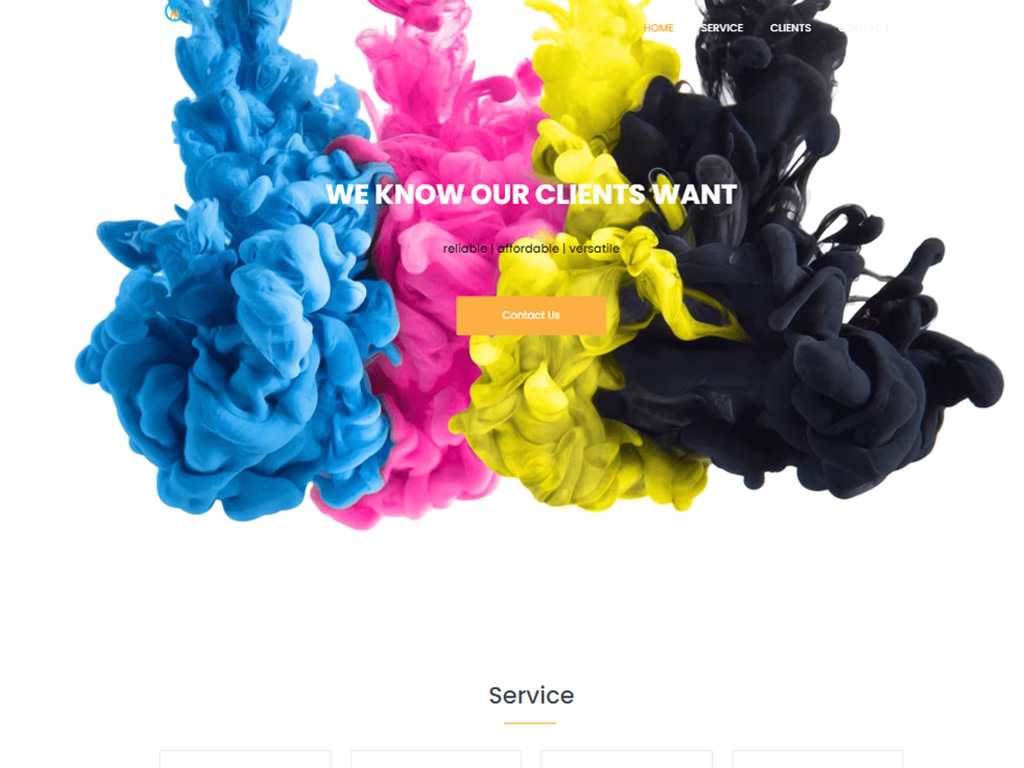 HOME SERVICE CLIENTS CONTACT
WE KNOW OUR CLIENTS WANT
reliable | affordable | versatile
Contact Us
Service